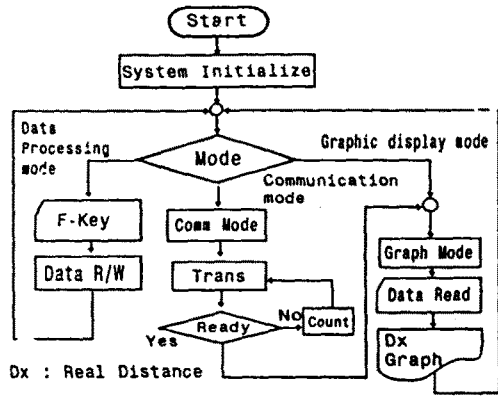 Start
System Initialize
Data
Processing
mode
Mode
Graphic display mode
Communication
mode
F-Key
Comm Mode
Graph Mode
Data R/W
Trans
Data Read
No
Count
Yes
Ready
Dx
Graph
Dx : Real Distance